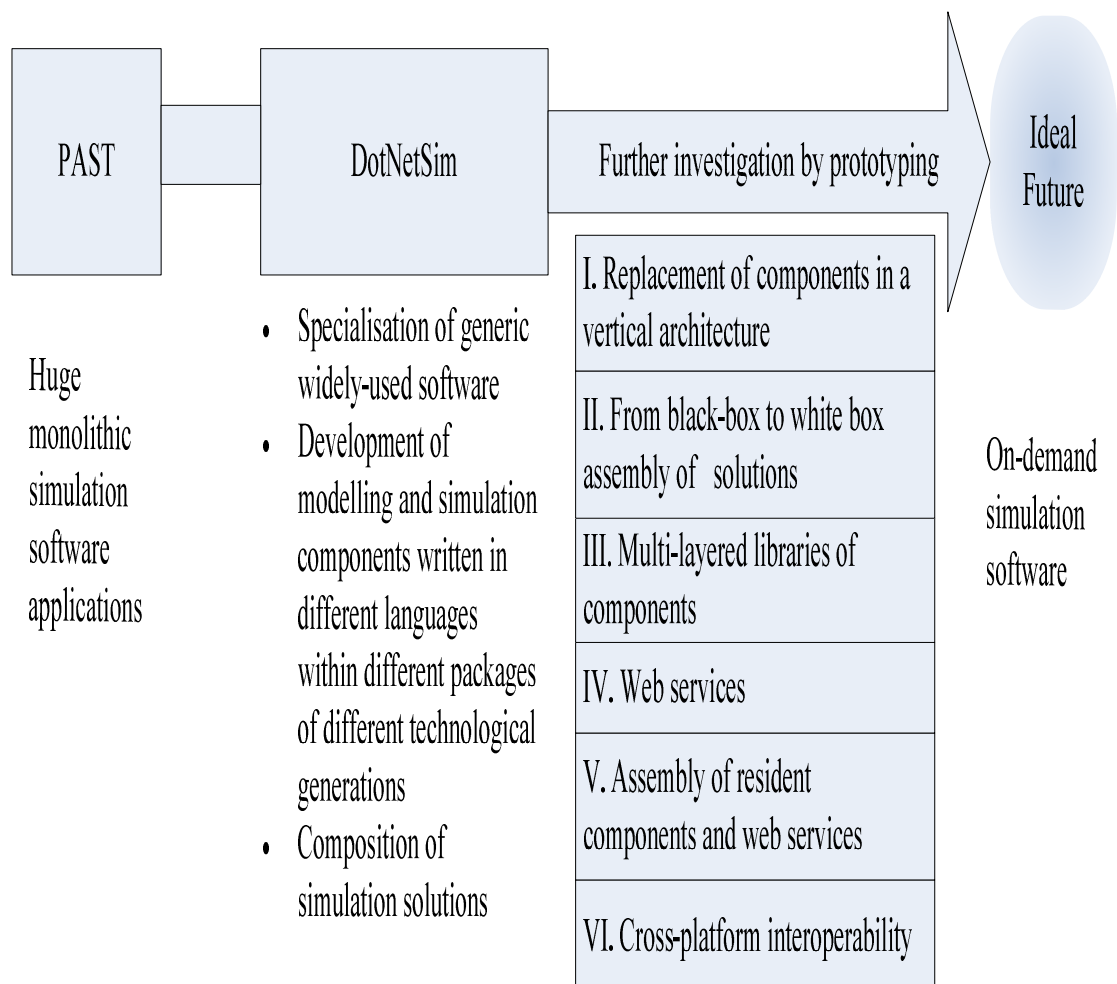 PAST
DotNetSim
Further investigation by prototyping
Ideal
Future
Huge
monolithic
simulation
software
applications
• Specialisation of generic
widely-used software
• Development of
modelling and simulation
components written in
different languages
within different packages
of different technological
generations
• Composition of
simulation solutions
I. Replacement of components in a
vertical architecture
II. From black-box to white box
assembly of solutions
III. Multi-layered libraries of
components
IV. Web services
V. Assembly of resident
components and web services
VI. Cross-platform interoperability
On-demand
simulation
software